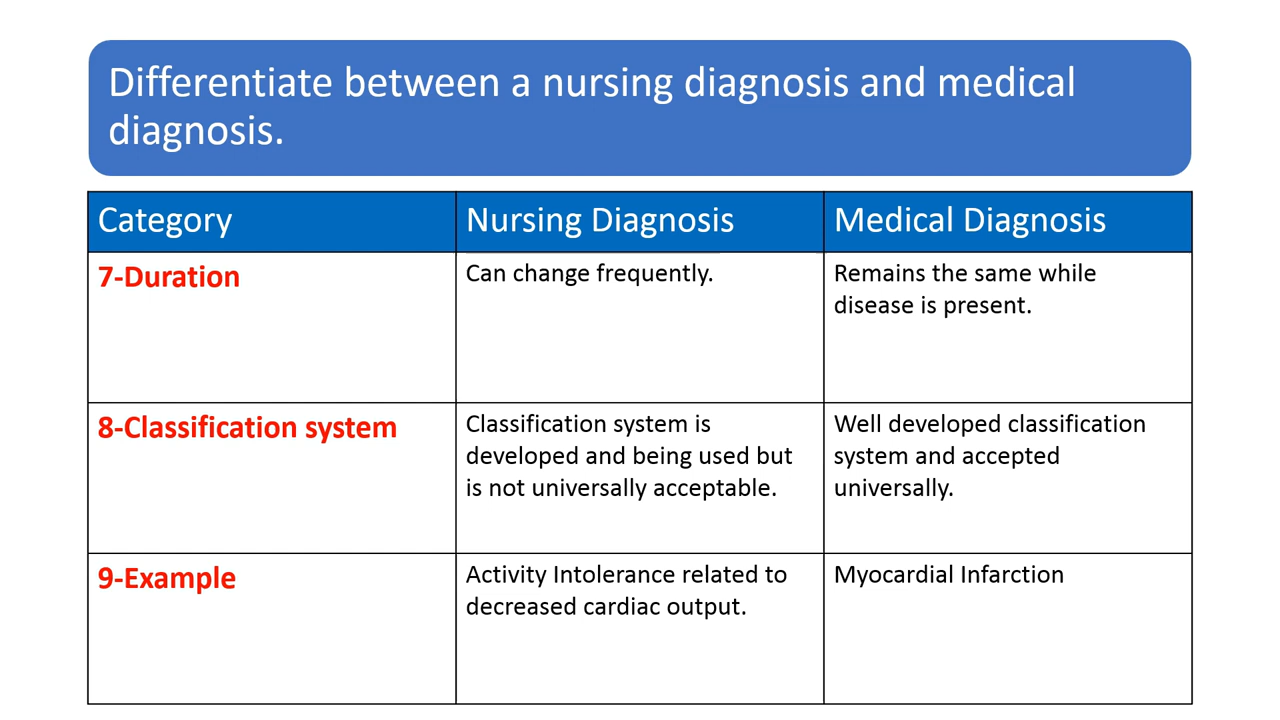 Differentiate between a nursing diagnosis and medical
diagnosis.
Category
Nursing Diagnosis
Medical Diagnosis
7-Duration
Can change frequently.
Remains the same while
disease is present.
8-Classification system
Classification system is
developed and being used but
is not universally acceptable.
Well developed classification
system and accepted
universally.
9-Example
Activity Intolerance related to
decreased cardiac output.
Myocardial Infarction